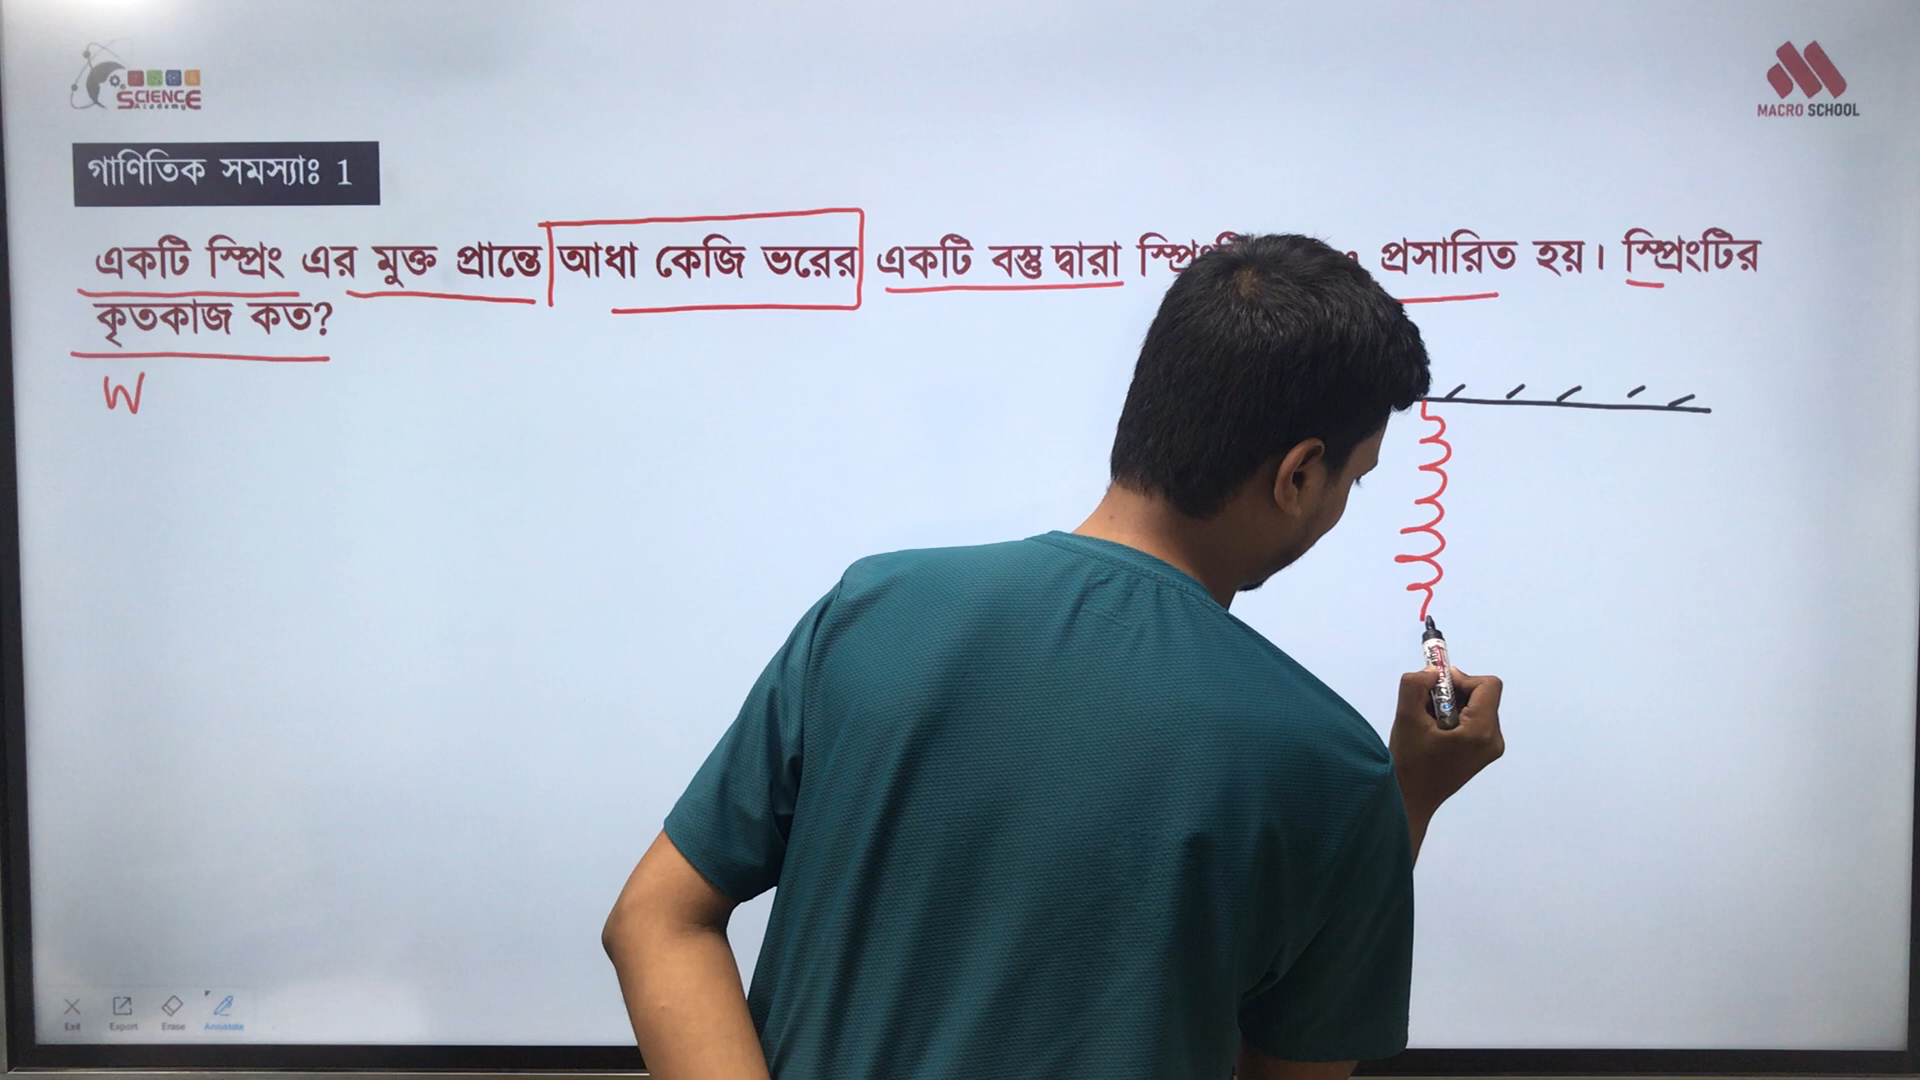 SCIENCE
Academy
MACRO SCHOOL
গাণিতিক সমস্যাঃ 1
একটি স্প্রিং এর মুক্ত প্রান্তে আধা কেজি ভরের একটি বস্তু দ্বারা প্রসারিত হয়। স্প্রিংটির
কৃতকাজ কত?
W
Exit Export Erase Annotate